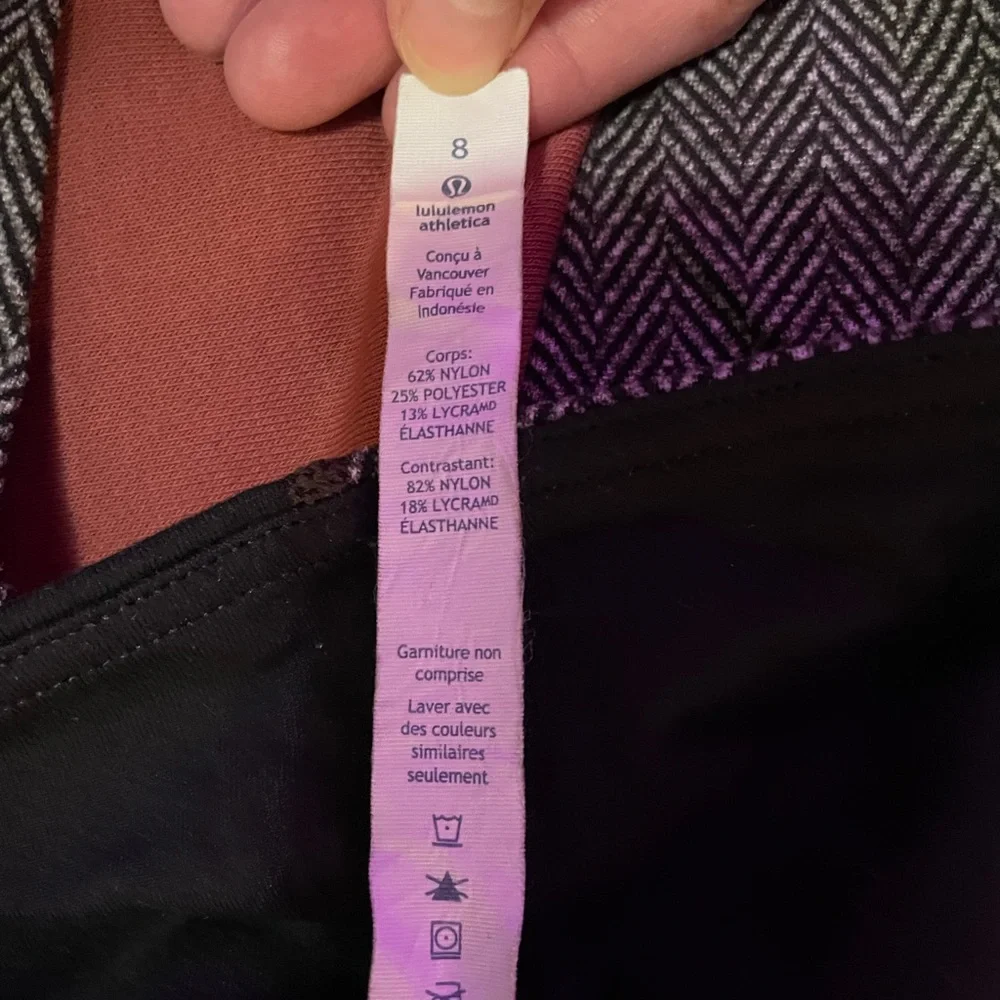 8
lululemon
athletica
Conçu à
Vancouver
Fabriqué en
Indonésie
Corps:
62% NYLON
25% POLYESTER
13% LYCRAMD
ÉLASTHANNE
Contrastant:
82% NYLON
18% LYCRAMD
ÉLASTHANNE
Garniture non
comprise
Laver avec
des couleurs
similaires
seulement